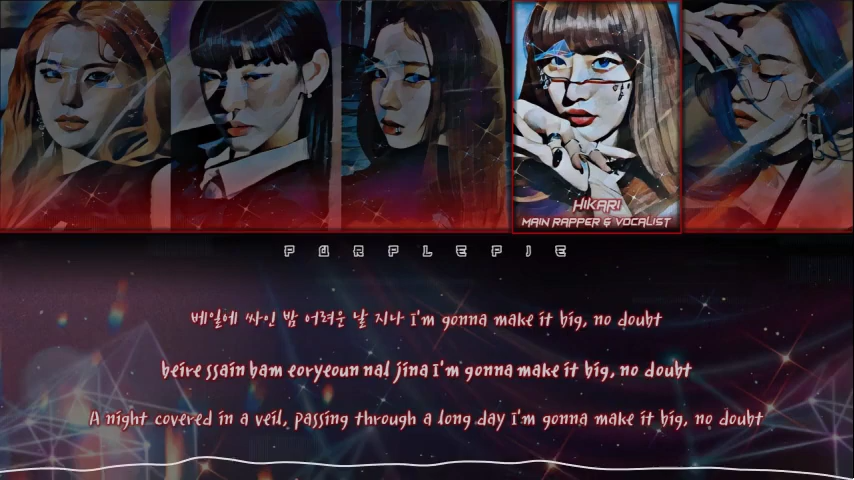 HIKARI
MAIN RAPPER & VOCALIST
PURPLEPIE
베일에 싸인 밤 어려운 날 지나 I'm gonna make it big, no doubt
beire ssain bam eoryeoun nal jina I'm gonna make it big, no doubt
A night covered in a veil, passing through a long day I'm gonna make it big, no doubt